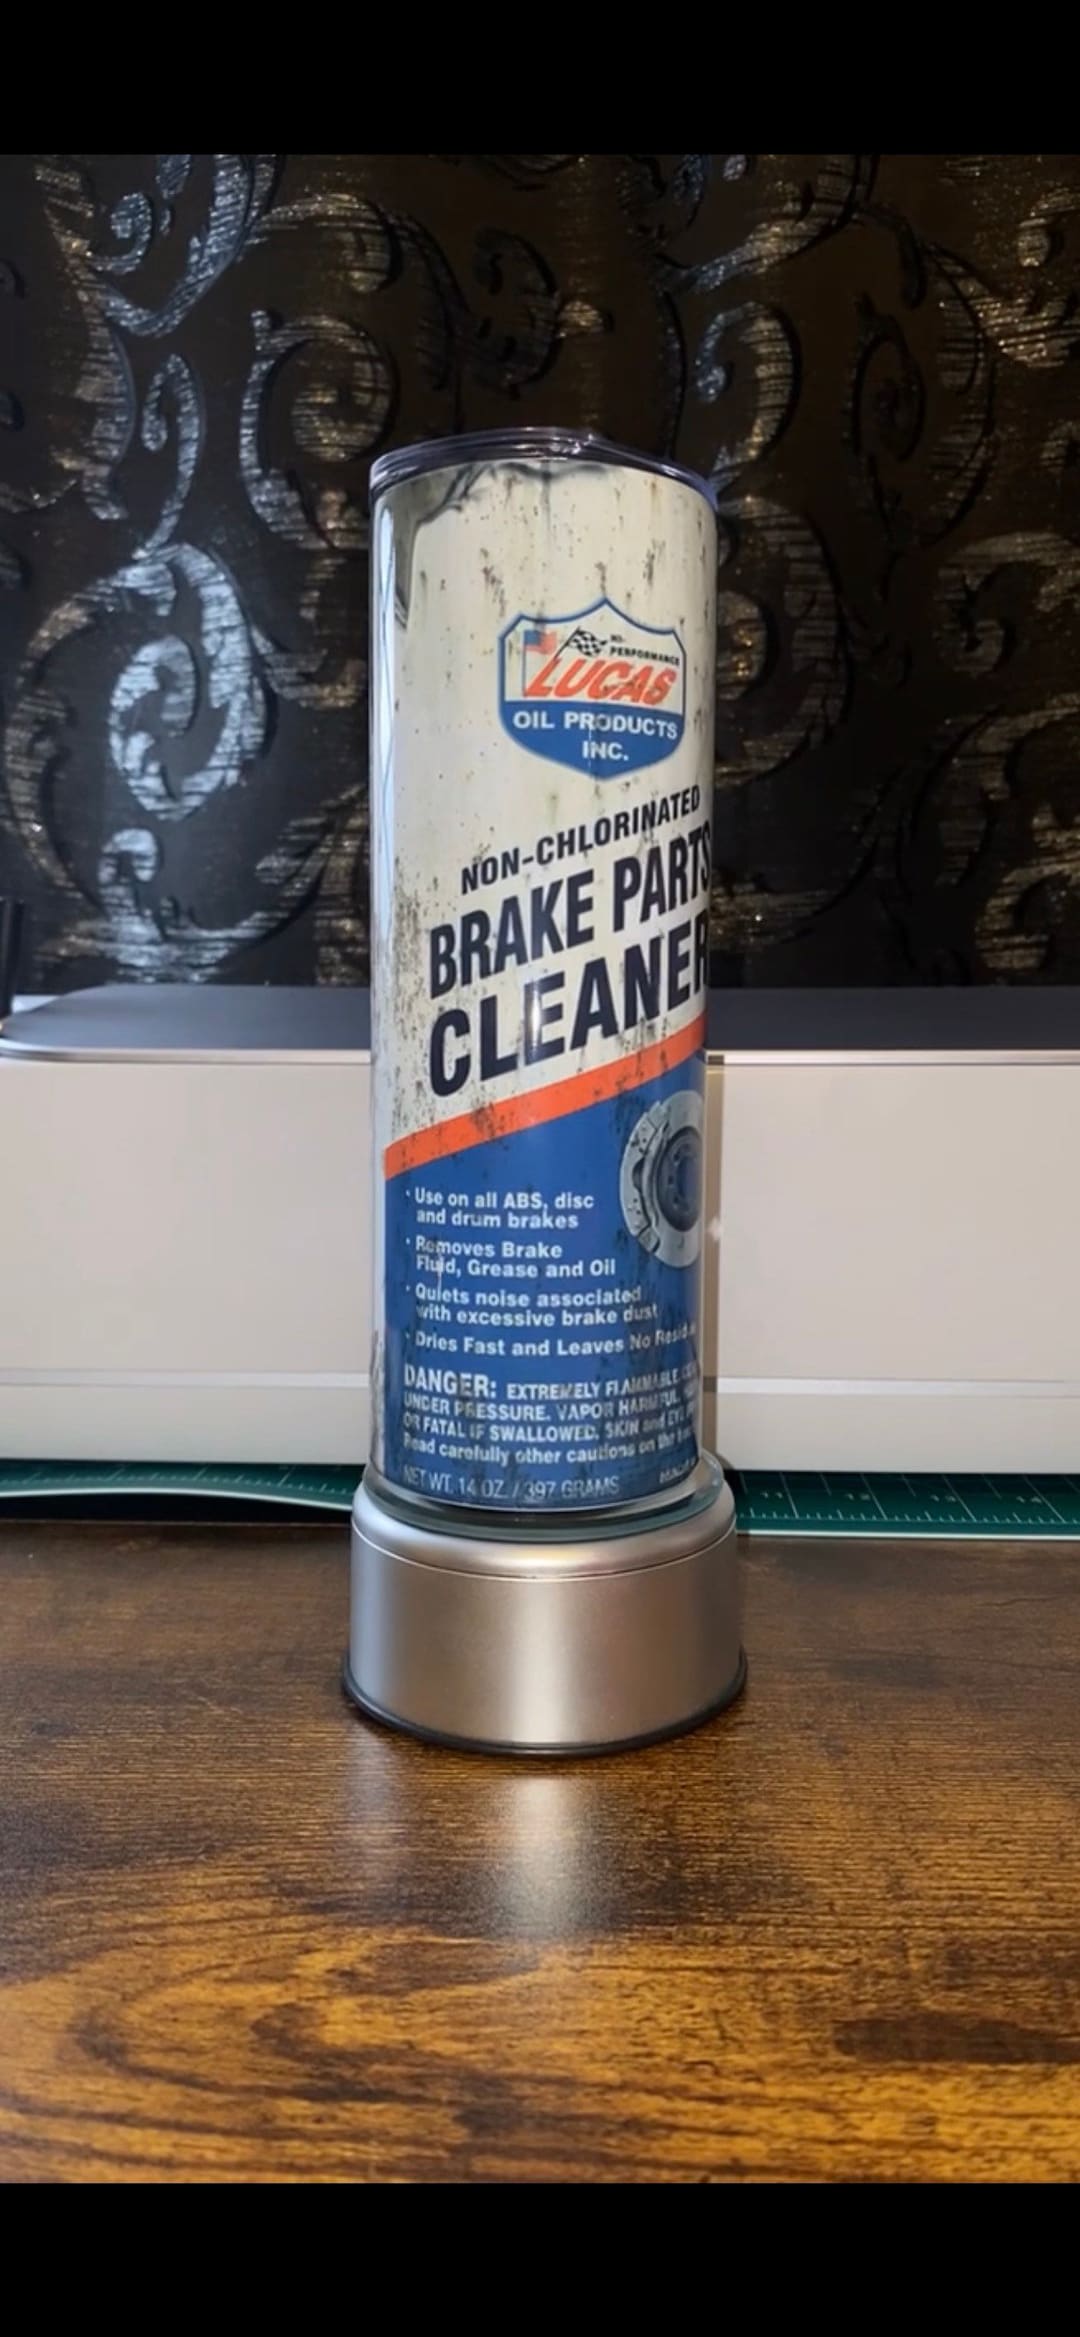 HI-
PERFORMANCE
LUCAS
OIL PRODUCTS
INC.
NON-CHLORINATED
BRAKE PARTS
CLEANER
· Use on all ABS, disc
and drum brakes
· Removes Brake
Fluid, Grease and Oil
· Quiets noise associated
with excessive brake dust
· Dries Fast and Leaves No
DANGER: EXTREMELY FLAMMABLE.
UNDER PRESSURE. VAPOR HARMFUL.
OR FATAL IF SWALLOWED. SKIN and EYE
Read carefully other cautions on the
NET WT. 14 OZ. / 397 GRAMS
12
14